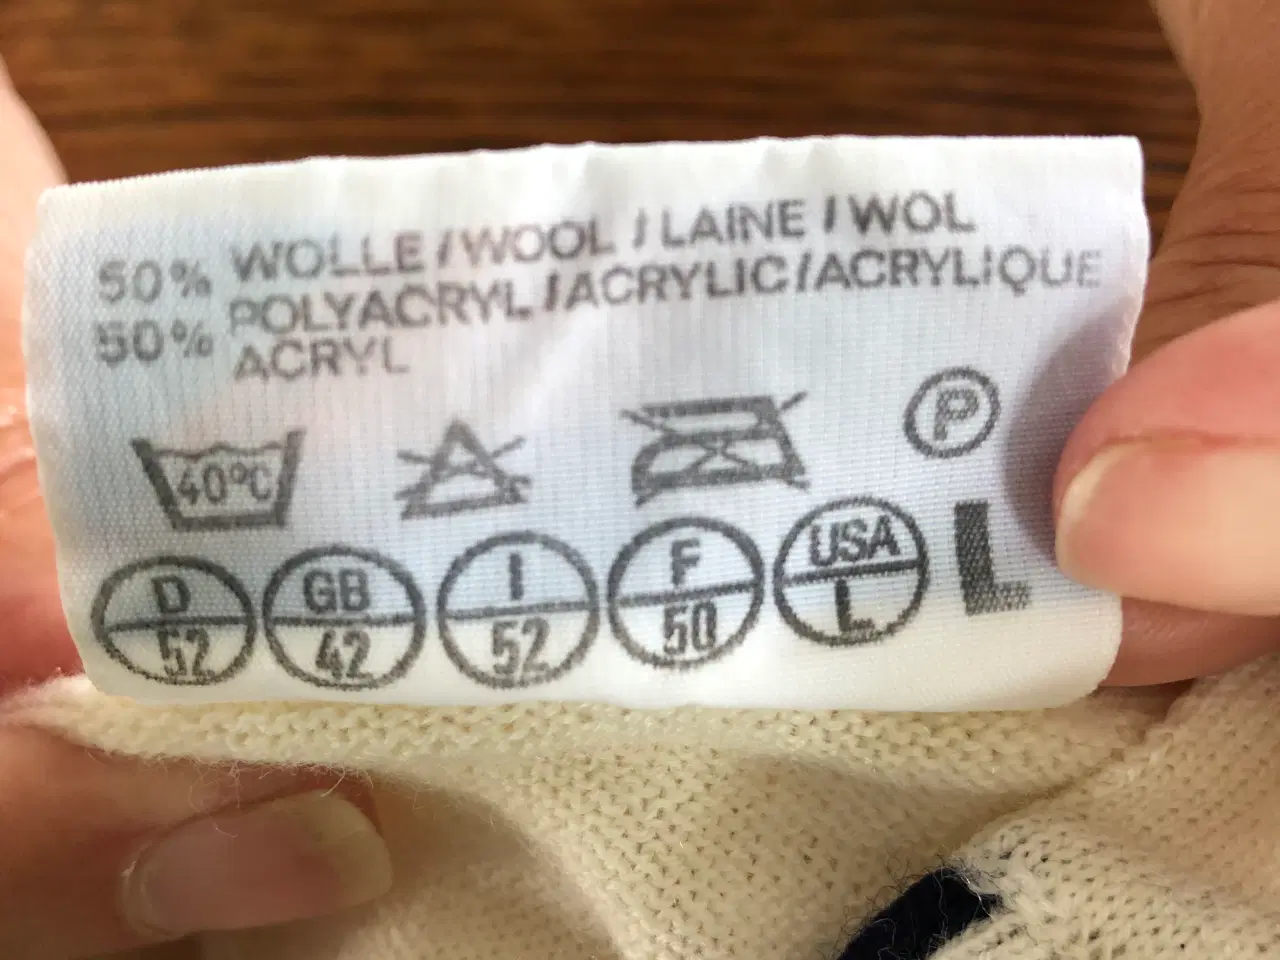 50% WOLLE/WOOL/LAINE/WOL
50% POLYACRYL/ACRYLIC/ACRYLIQUE
ACRYL
40°C
P
D GB I F USA
52 42 52 50 L
L